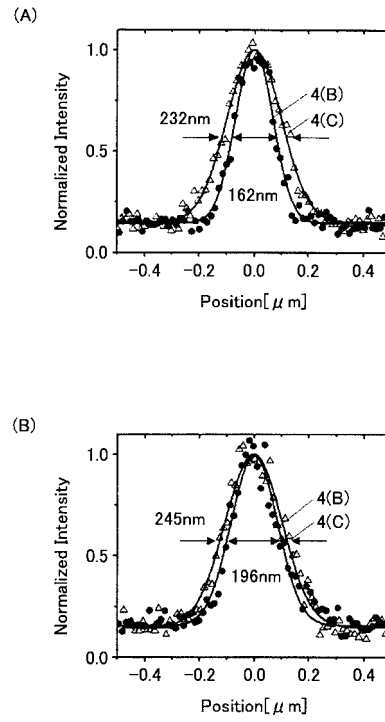 (A)
Normalized Intensity
1.0
0.5
0.0
232nm
162nm
4(B)
4(C)
-0.4 -0.2 0.0 0.2 0.4
Position[μm]
(B)
Normalized Intensity
1.0
0.5
0.0
245nm
196nm
4(B)
4(C)
-0.4 -0.2 0.0 0.2 0.4
Position[μm]